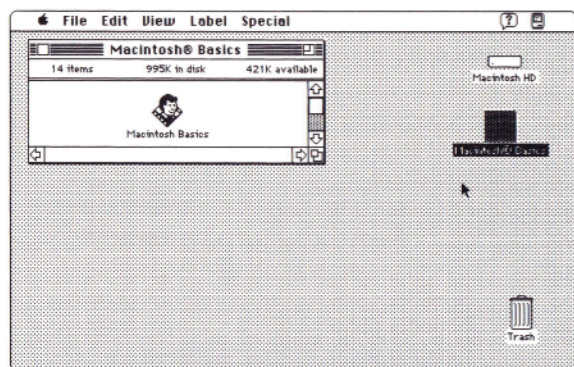 File Edit View Label Special
Macintosh® Basics
14 items 995K in disk 421K available
Macintosh Basics
Macintosh HD
Macintosh® Basics
Trash